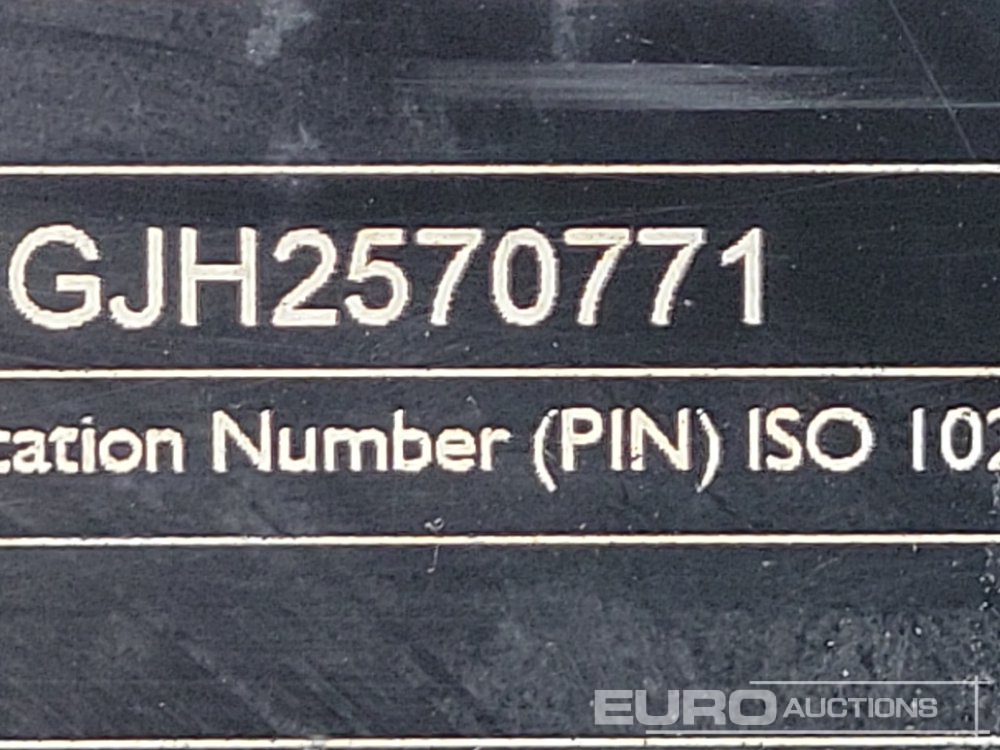 GJH2570771
cation Number (PIN) ISO 102
EURO AUCTIONS